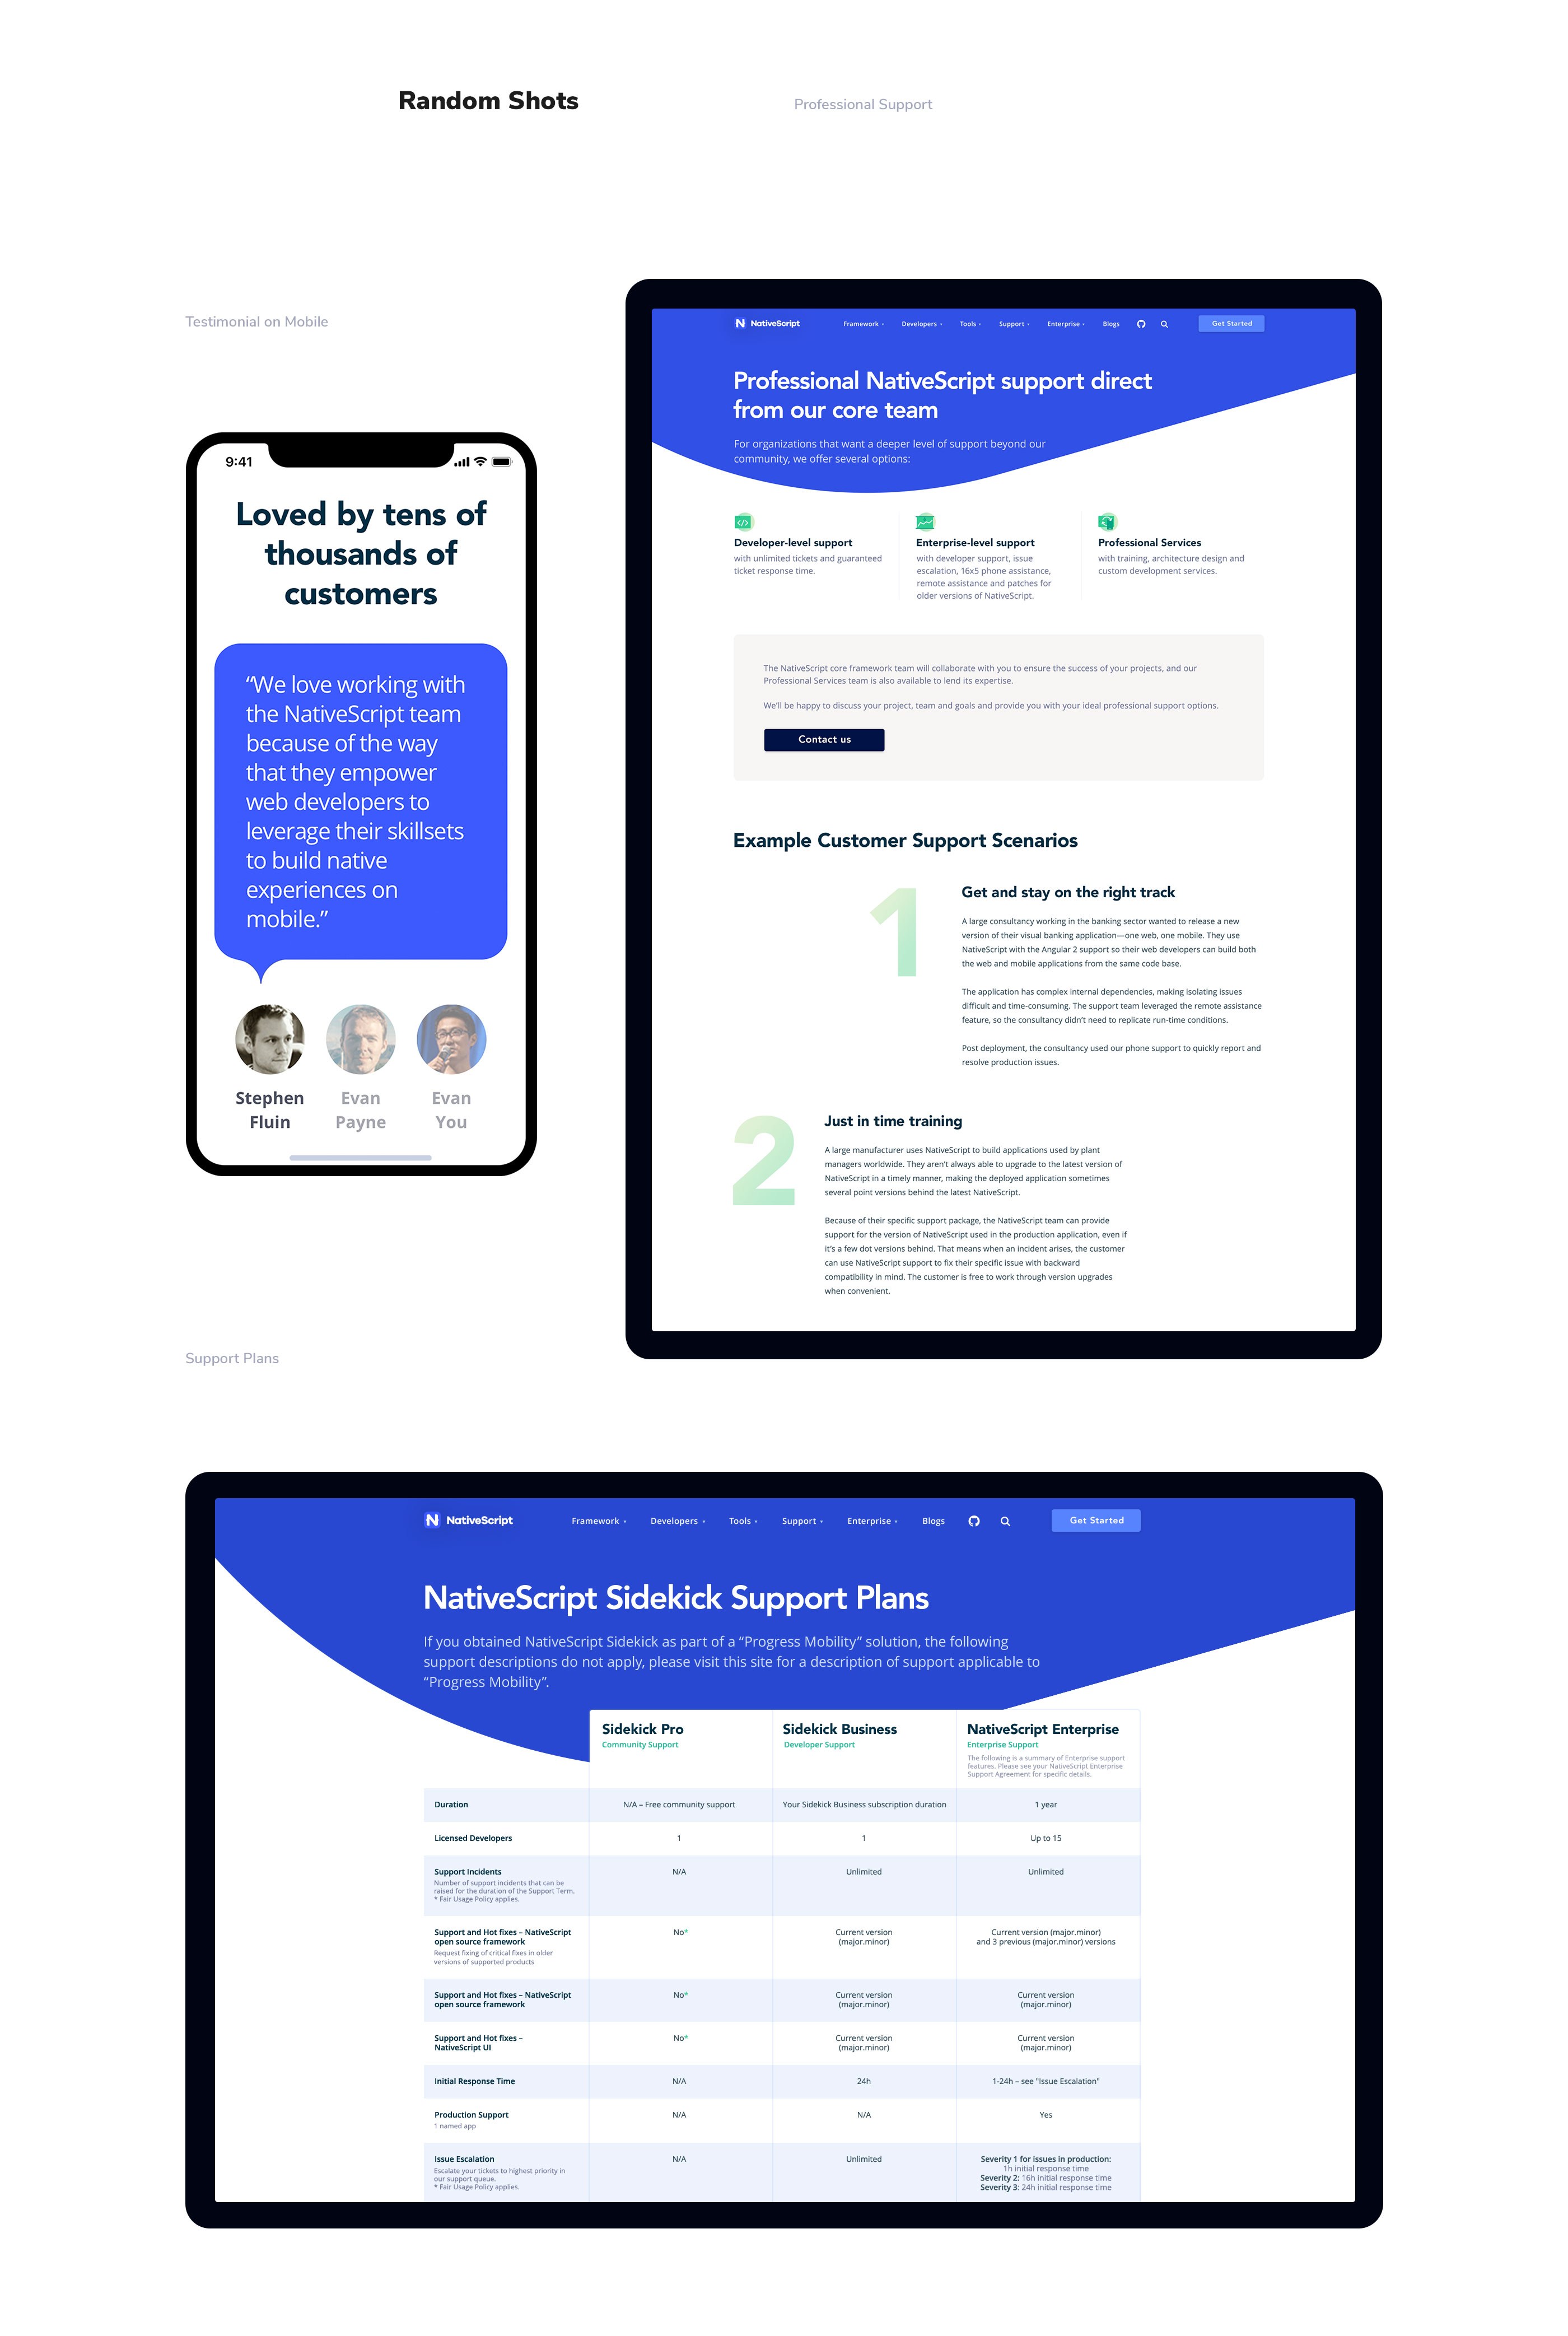 Random Shots
Professional Support
Testimonial on Mobile
9:41
Loved by tens of
thousands of
customers
“We love working with
the NativeScript team
because of the way
that they empower
web developers to
leverage their skillsets
to build native
experiences on
mobile.”
Stephen
Fluin
Evan
Payne
Evan
You
NativeScript
Framework
Developers
Tools
Support
Enterprise
Blogs
Get Started
Professional NativeScript support direct
from our core team
For organizations that want a deeper level of support beyond our
community, we offer several options:
Developer-level support
with unlimited tickets and guaranteed
ticket response time.
Enterprise-level support
with developer support, issue
escalation, 16x5 phone assistance,
remote assistance and patches for
older versions of NativeScript.
Professional Services
with training, architecture design and
custom development services.
The NativeScript core framework team will collaborate with you to ensure the success of your projects, and our
Professional Services team is also available to lend its expertise.
We'll be happy to discuss your project, team and goals and provide you with your ideal professional support options.
Contact us
Example Customer Support Scenarios
1
Get and stay on the right track
A large consultancy working in the banking sector wanted to release a new
version of their visual banking application—one web, one mobile. They use
NativeScript with the Angular 2 support so their web developers can build both
the web and mobile applications from the same code base.
The application has complex internal dependencies, making isolating issues
difficult and time-consuming. The support team leveraged the remote assistance
feature, so the consultancy didn't need to replicate run-time conditions.
Post deployment, the consultancy used our phone support to quickly report and
resolve production issues.
2
Just in time training
A large manufacturer uses NativeScript to build applications used by plant
managers worldwide. They aren't always able to upgrade to the latest version of
NativeScript in a timely manner, making the deployed application sometimes
several point versions behind the latest NativeScript.
Because of their specific support package, the NativeScript team can provide
support for the version of NativeScript used in the production application, even if
it's a few dot versions behind. That means when an incident arises, the customer
can use NativeScript support to fix their specific issue with backward
compatibility in mind. The customer is free to work through version upgrades
when convenient.
Support Plans
N NativeScript
Framework
Developers
Tools
Support
Enterprise
Blogs
Get Started
NativeScript Sidekick Support Plans
If you obtained NativeScript Sidekick as part of a “Progress Mobility” solution, the following
support descriptions do not apply, please visit this site for a description of support applicable to
“Progress Mobility”.
Sidekick Pro
Community Support
Sidekick Business
Developer Support
NativeScript Enterprise
Enterprise Support
The following is a summary of Enterprise support
features. Please see your NativeScript Enterprise
Support Agreement for specific details.
Duration
N/A – Free community support
Your Sidekick Business subscription duration
1 year
Licensed Developers
1
1
Up to 15
Support Incidents
Number of support incidents that can be
raised for the duration of the Support Term.
* Fair Usage Policy applies.
N/A
Unlimited
Unlimited
Support and Hot fixes – NativeScript
open source framework
Request fixing of critical fixes in older
versions of supported products
No*
Current version
(major.minor)
Current version (major.minor)
and 3 previous (major.minor) versions
Support and Hot fixes – NativeScript
open source framework
No*
Current version
(major.minor)
Current version
(major.minor)
Support and Hot fixes –
NativeScript UI
No*
Current version
(major.minor)
Current version
(major.minor)
Initial Response Time
N/A
24h
1-24h – see "Issue Escalation"
Production Support
1 named app
N/A
N/A
Yes
Issue Escalation
Escalate your tickets to highest priority in
our support queue.
* Fair Usage Policy applies.
N/A
Unlimited
Severity 1 for issues in production:
1h initial response time
Severity 2: 16h initial response time
Severity 3: 24h initial response time